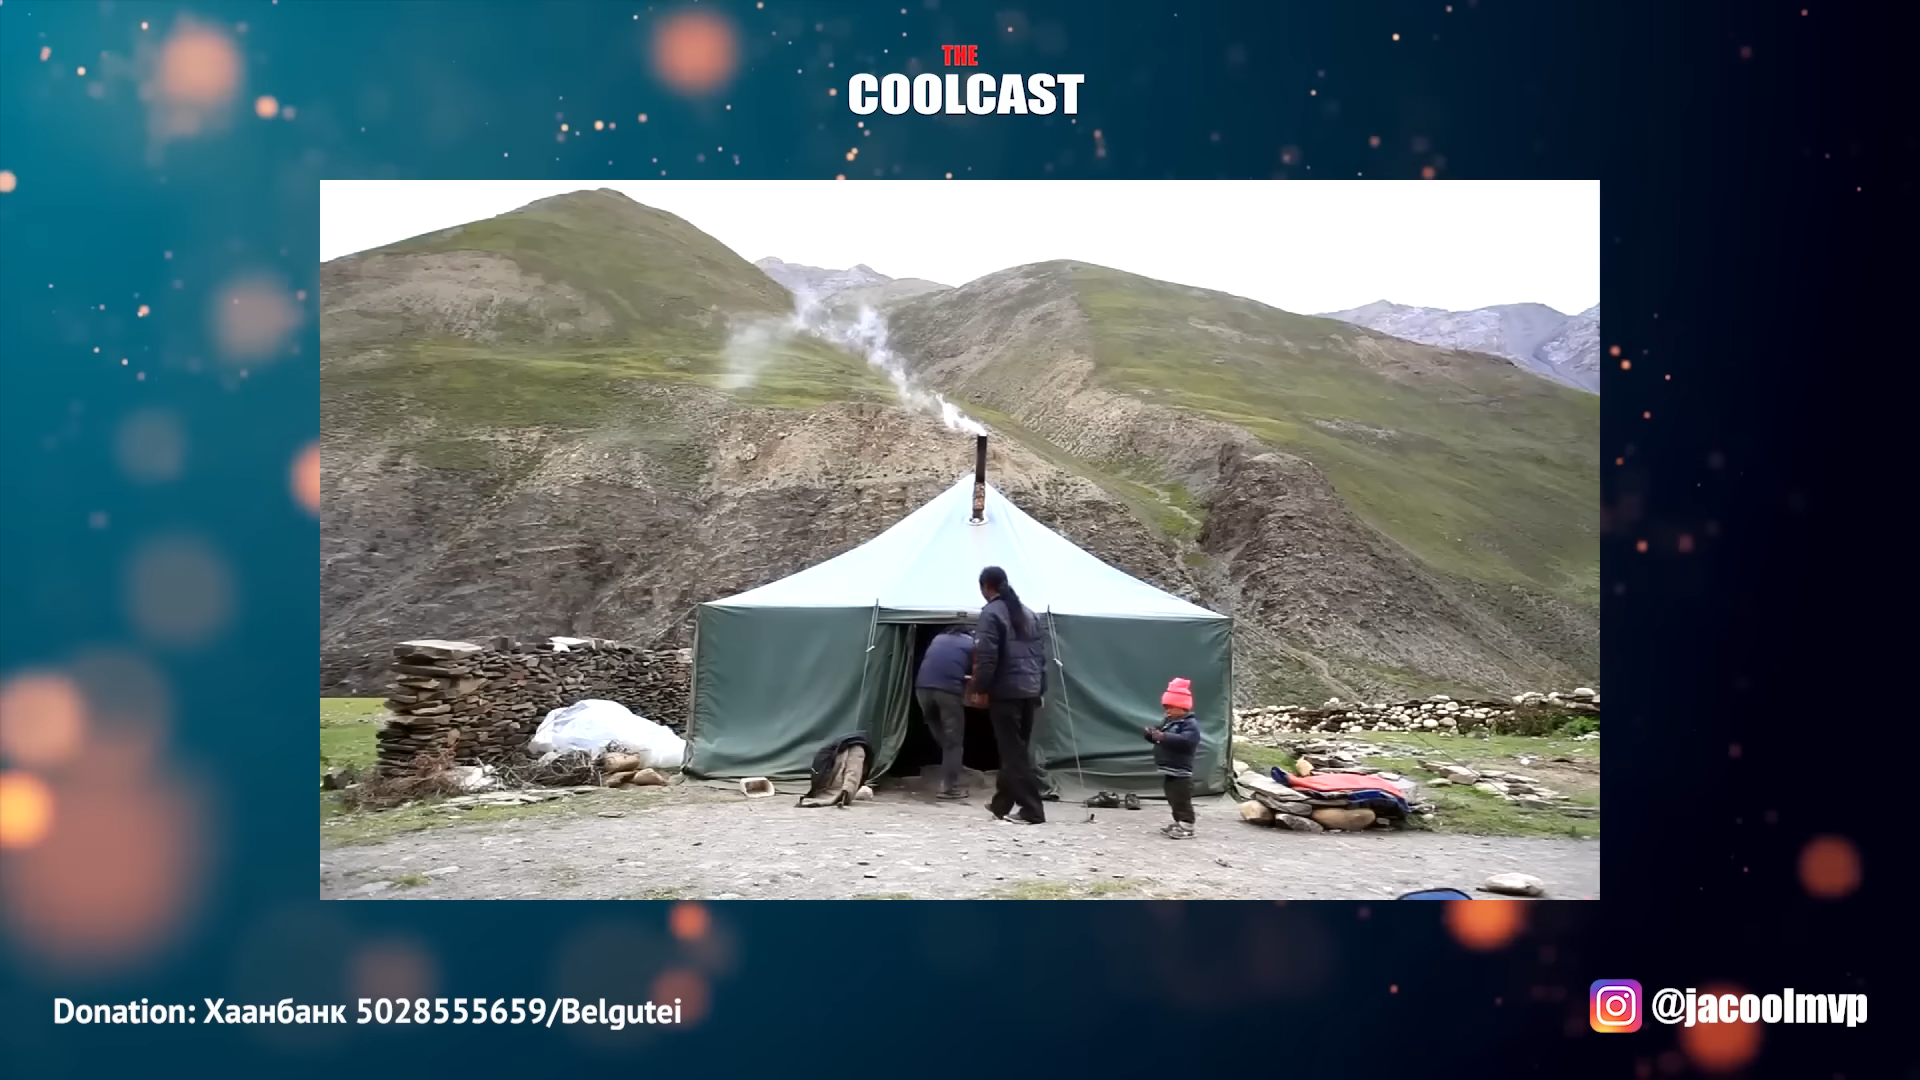 THE
COOLCAST
Donation: Хаанбанк 5028555659/Belgutei
@jacoolmvp